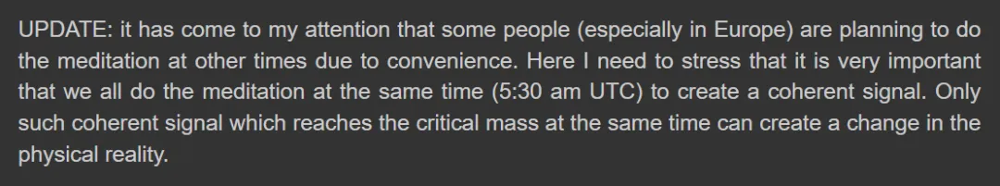 UPDATE: it has come to my attention that some people (especially in Europe) are planning to do
the meditation at other times due to convenience. Here I need to stress that it is very important
that we all do the meditation at the same time (5:30 am UTC) to create a coherent signal. Only
such coherent signal which reaches the critical mass at the same time can create a change in the
physical reality.